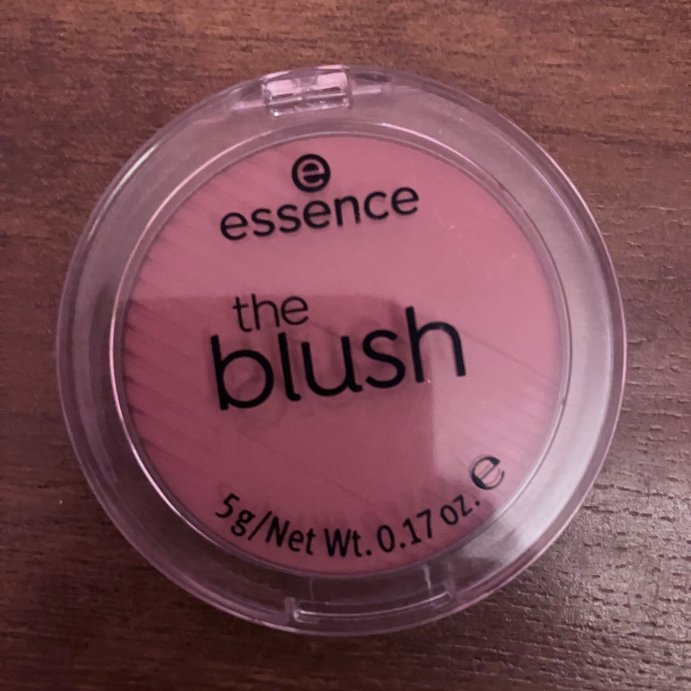 e
essence
the
blush
5g/Net Wt. 0.17 oz. ℮